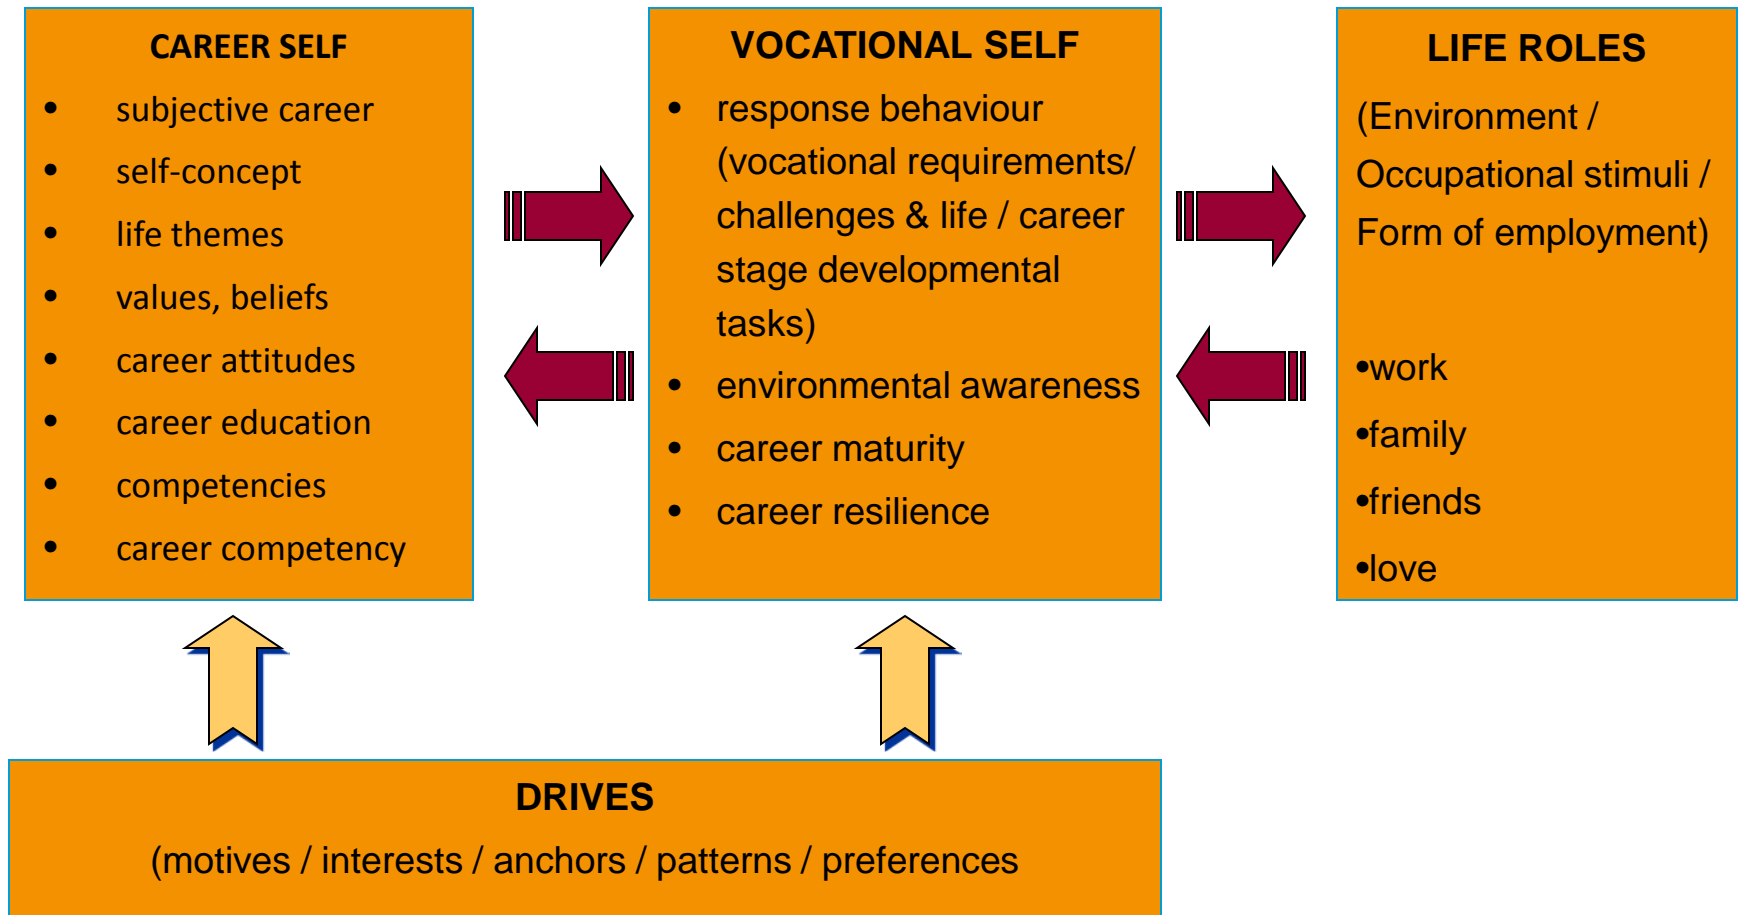 CAREER SELF
• subjective career
• self-concept
• life themes
• values, beliefs
• career attitudes
• career education
• competencies
• career competency
VOCATIONAL SELF
• response behaviour
(vocational requirements/
challenges & life / career
stage developmental
tasks)
• environmental awareness
• career maturity
• career resilience
LIFE ROLES
(Environment /
Occupational stimuli /
Form of employment)
•work
•family
•friends
•love
DRIVES
(motives / interests / anchors / patterns / preferences